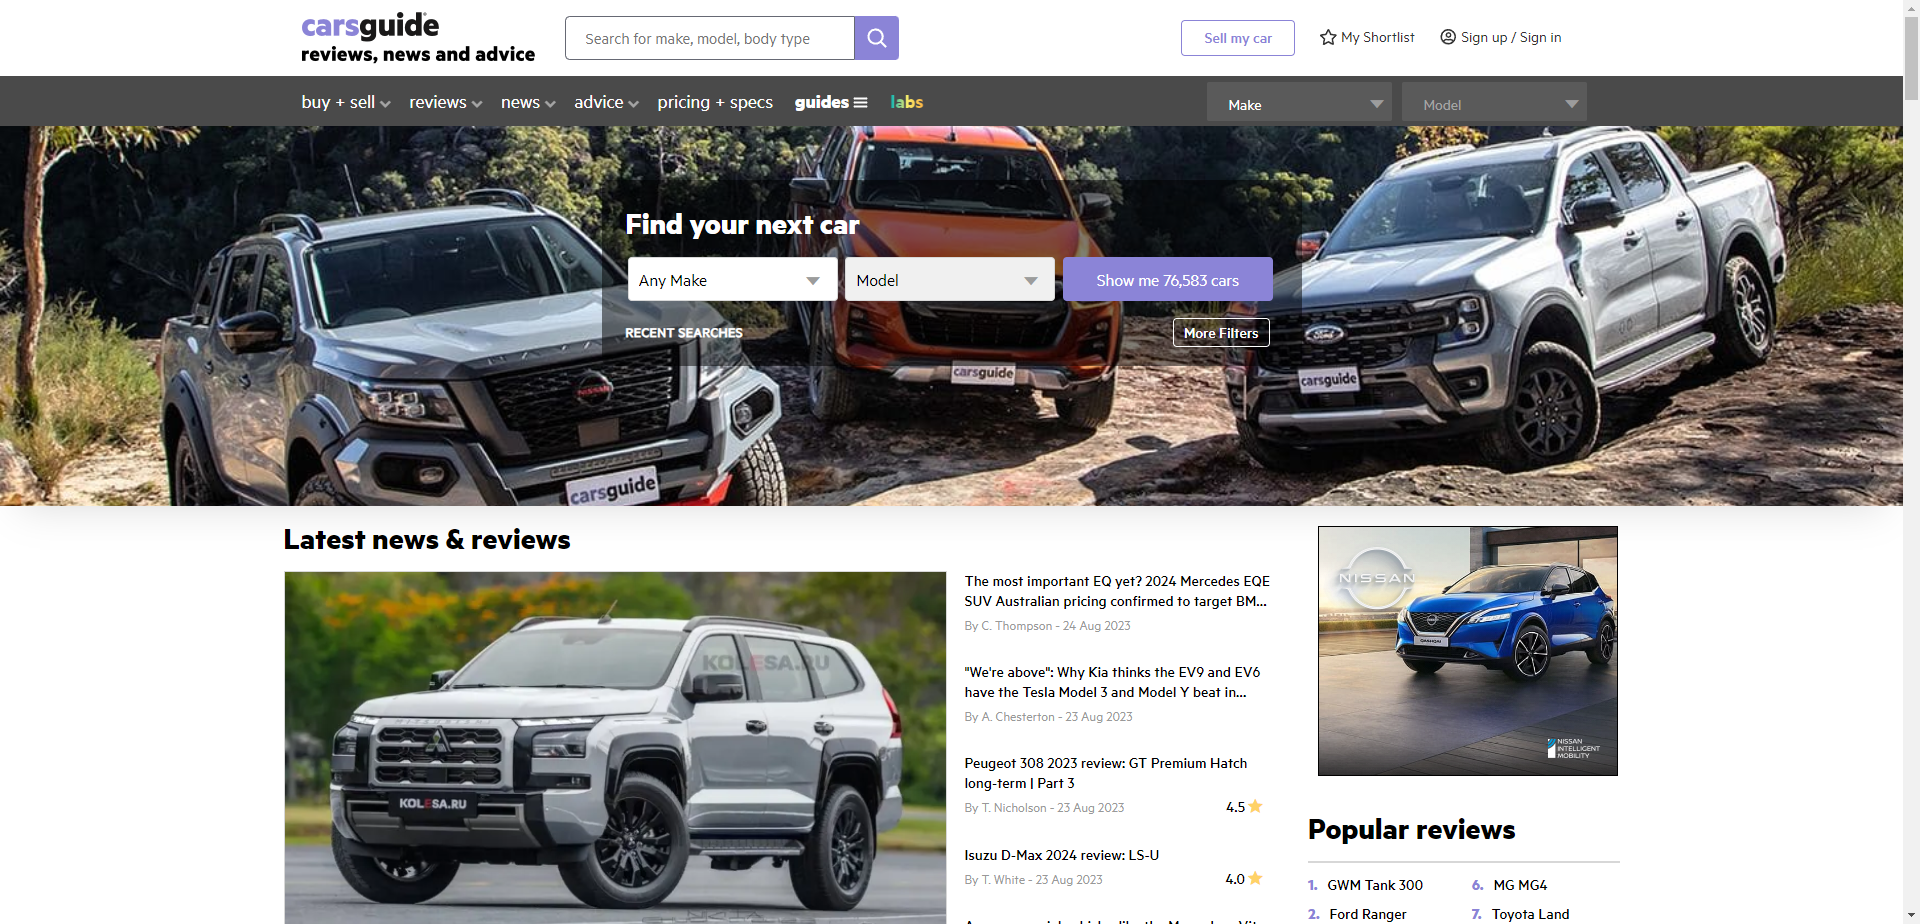 carsguide
reviews, news and advice
Search for make, model, body type
Sell my car
My Shortlist
Sign up / Sign in
buy + sell
reviews
news
advice
pricing + specs
guides
labs
Make
Model
Find your next car
Any Make
Model
Show me 76,583 cars
RECENT SEARCHES
More Filters
NISSAN
carsguide
carsguide
Ford
carsguide
Latest news & reviews
KOLESA.RU
MITSUBISHI
KOLESA.RU
The most important EQ yet? 2024 Mercedes EQE
SUV Australian pricing confirmed to target BM...
By C. Thompson - 24 Aug 2023
"We're above": Why Kia thinks the EV9 and EV6
have the Tesla Model 3 and Model Y beat in...
By A. Chesterton - 23 Aug 2023
Peugeot 308 2023 review: GT Premium Hatch
long-term | Part 3
By T. Nicholson - 23 Aug 2023
4.5
Isuzu D-Max 2024 review: LS-U
By T. White - 23 Aug 2023
4.0
NISSAN
QASHQAI
NISSAN
INTELLIGENT
MOBILITY
Popular reviews
1. GWM Tank 300
6. MG MG4
2. Ford Ranger
7. Toyota Land